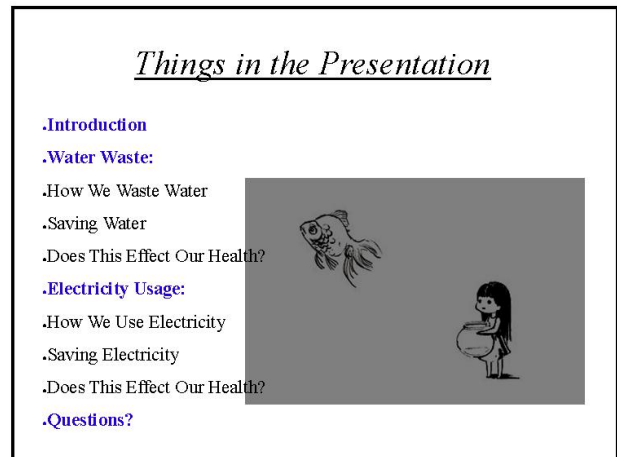 Things in the Presentation
.Introduction
.Water Waste:
.How We Waste Water
.Saving Water
.Does This Effect Our Health?
.Electricity Usage:
.How We Use Electricity
.Saving Electricity
.Does This Effect Our Health?
.Questions?